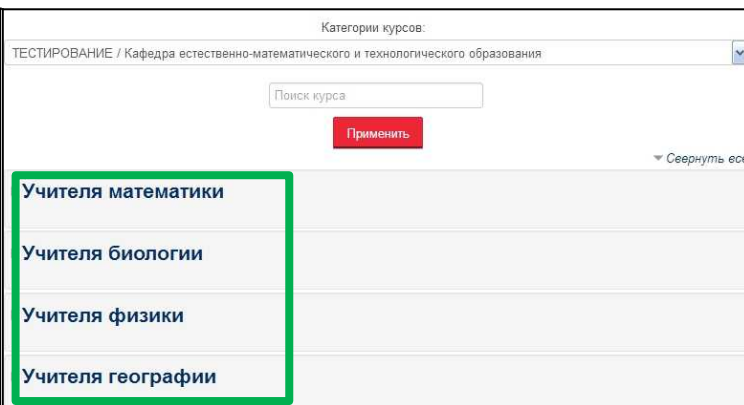 Категории курсов:
ТЕСТИРОВАНИЕ / Кафедра естественно-математического и технологического образования
Поиск курса
Применить
Свернуть все
Учителя математики
Учителя биологии
Учителя физики
Учителя географии